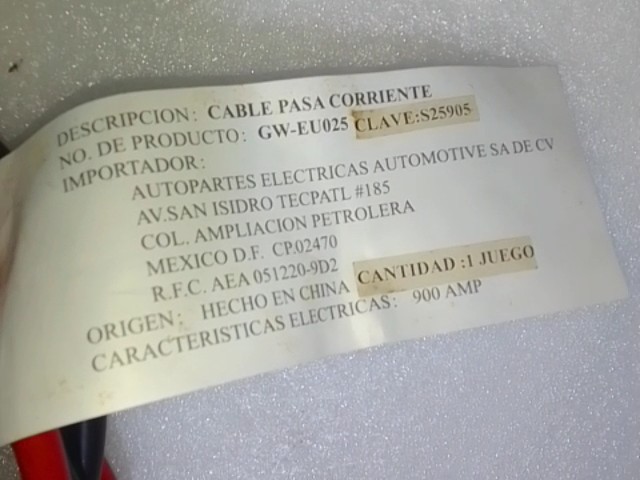 DESCRIPCION: CABLE PASA CORRIENTE
NO. DE PRODUCTO: GW-EU025 CLAVE:S25905
IMPORTADOR:
AUTOPARTES ELECTRICAS AUTOMOTIVE SA DE CV
AV.SAN ISIDRO TECPATL #185
COL. AMPLIACION PETROLERA
MEXICO D.F. CP.02470
R.F.C. AEA 051220-9D2
ORIGEN: HECHO EN CHINA CANTIDAD :1 JUEGO
CARACTERISTICAS ELECTRICAS: 900 AMP